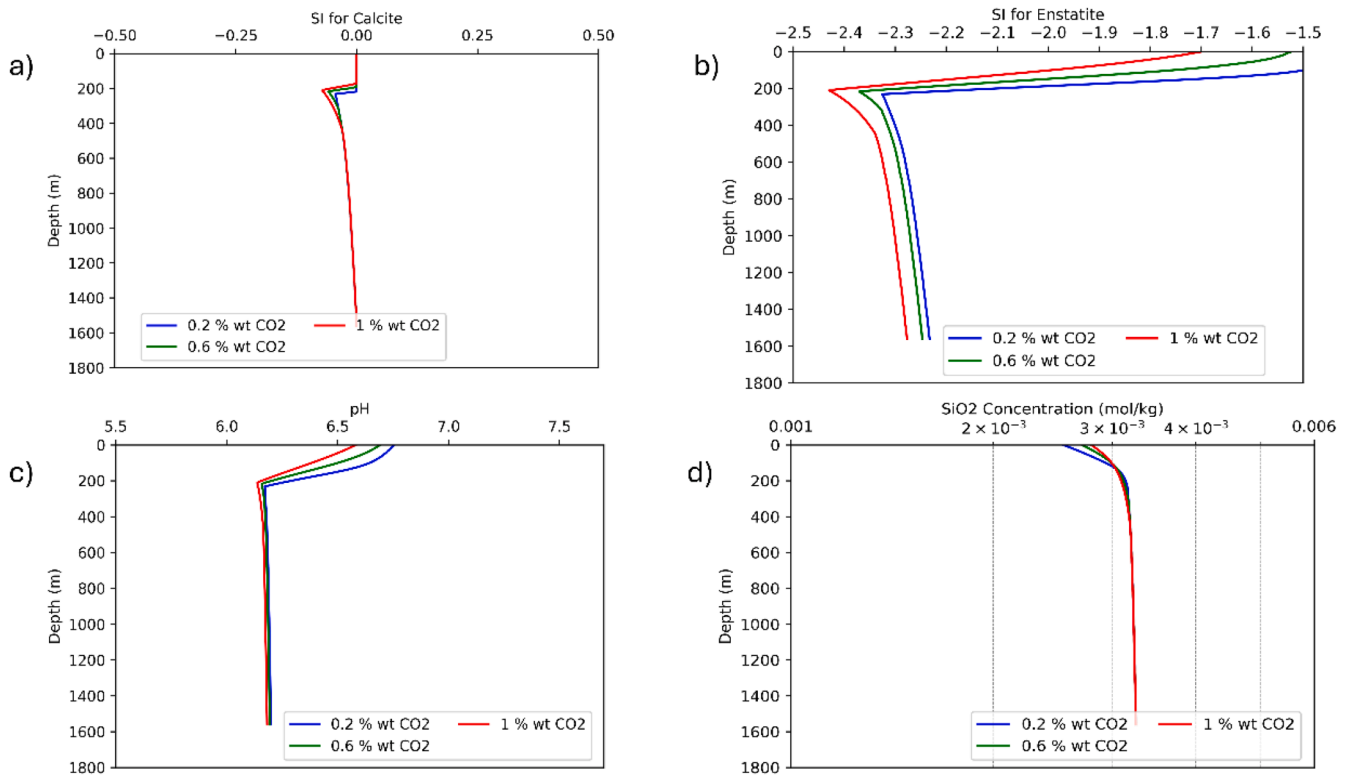 a)
SI for Calcite
−0.50 −0.25 0.00 0.25 0.50
0
200
400
600
800
1000
1200
1400
1600
1800
Depth (m)
0.2 % wt CO2 1 % wt CO2
0.6 % wt CO2
b)
SI for Enstatite
−2.5 −2.4 −2.3 −2.2 −2.1 −2.0 −1.9 −1.8 −1.7 −1.6 −1.5
0
200
400
600
800
1000
1200
1400
1600
1800
Depth (m)
0.2 % wt CO2 1 % wt CO2
0.6 % wt CO2
c)
pH
5.5 6.0 6.5 7.0 7.5
0
200
400
600
800
1000
1200
1400
1600
1800
Depth (m)
0.2 % wt CO2 1 % wt CO2
0.6 % wt CO2
d)
SiO2 Concentration (mol/kg)
0.001 2 × 10⁻³ 3 × 10⁻³ 4 × 10⁻³ 0.006
0
200
400
600
800
1000
1200
1400
1600
1800
Depth (m)
0.2 % wt CO2 1 % wt CO2
0.6 % wt CO2